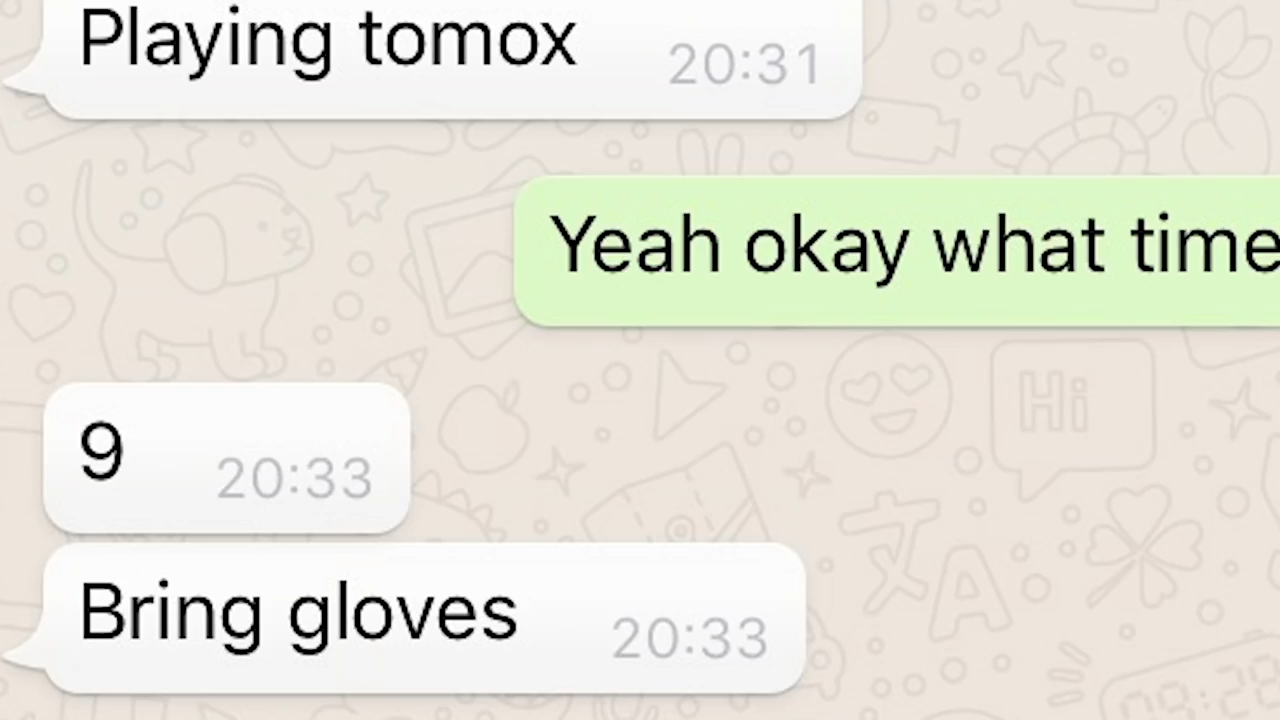 Playing tomox
20:31
Yeah okay what time
9
20:33
Bring gloves
20:33